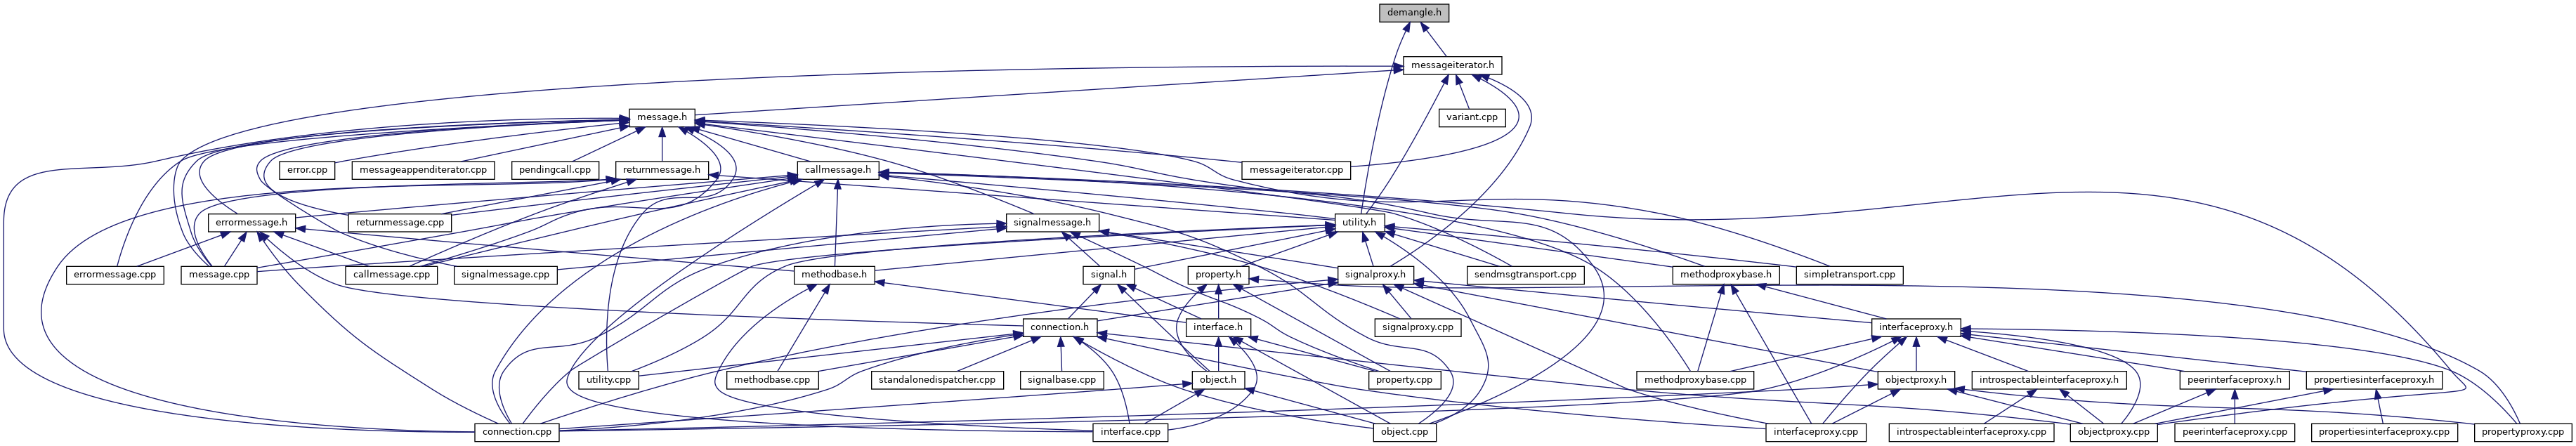 demangle.h
messageiterator.h
message.h
variant.cpp
error.cpp
messageappenditerator.cpp
pendingcall.cpp
returnmessage.h
callmessage.h
messageiterator.cpp
errormessage.h
returnmessage.cpp
signalmessage.h
utility.h
errormessage.cpp
message.cpp
callmessage.cpp
signalmessage.cpp
methodbase.h
signal.h
property.h
signalproxy.h
sendmsgtransport.cpp
methodproxybase.h
simpletransport.cpp
connection.h
interface.h
signalproxy.cpp
interfaceproxy.h
utility.cpp
methodbase.cpp
standalonedispatcher.cpp
signalbase.cpp
object.h
property.cpp
methodproxybase.cpp
objectproxy.h
introspectableinterfaceproxy.h
peerinterfaceproxy.h
propertiesinterfaceproxy.h
connection.cpp
interface.cpp
object.cpp
interfaceproxy.cpp
introspectableinterfaceproxy.cpp
objectproxy.cpp
peerinterfaceproxy.cpp
propertiesinterfaceproxy.cpp
propertyproxy.cpp